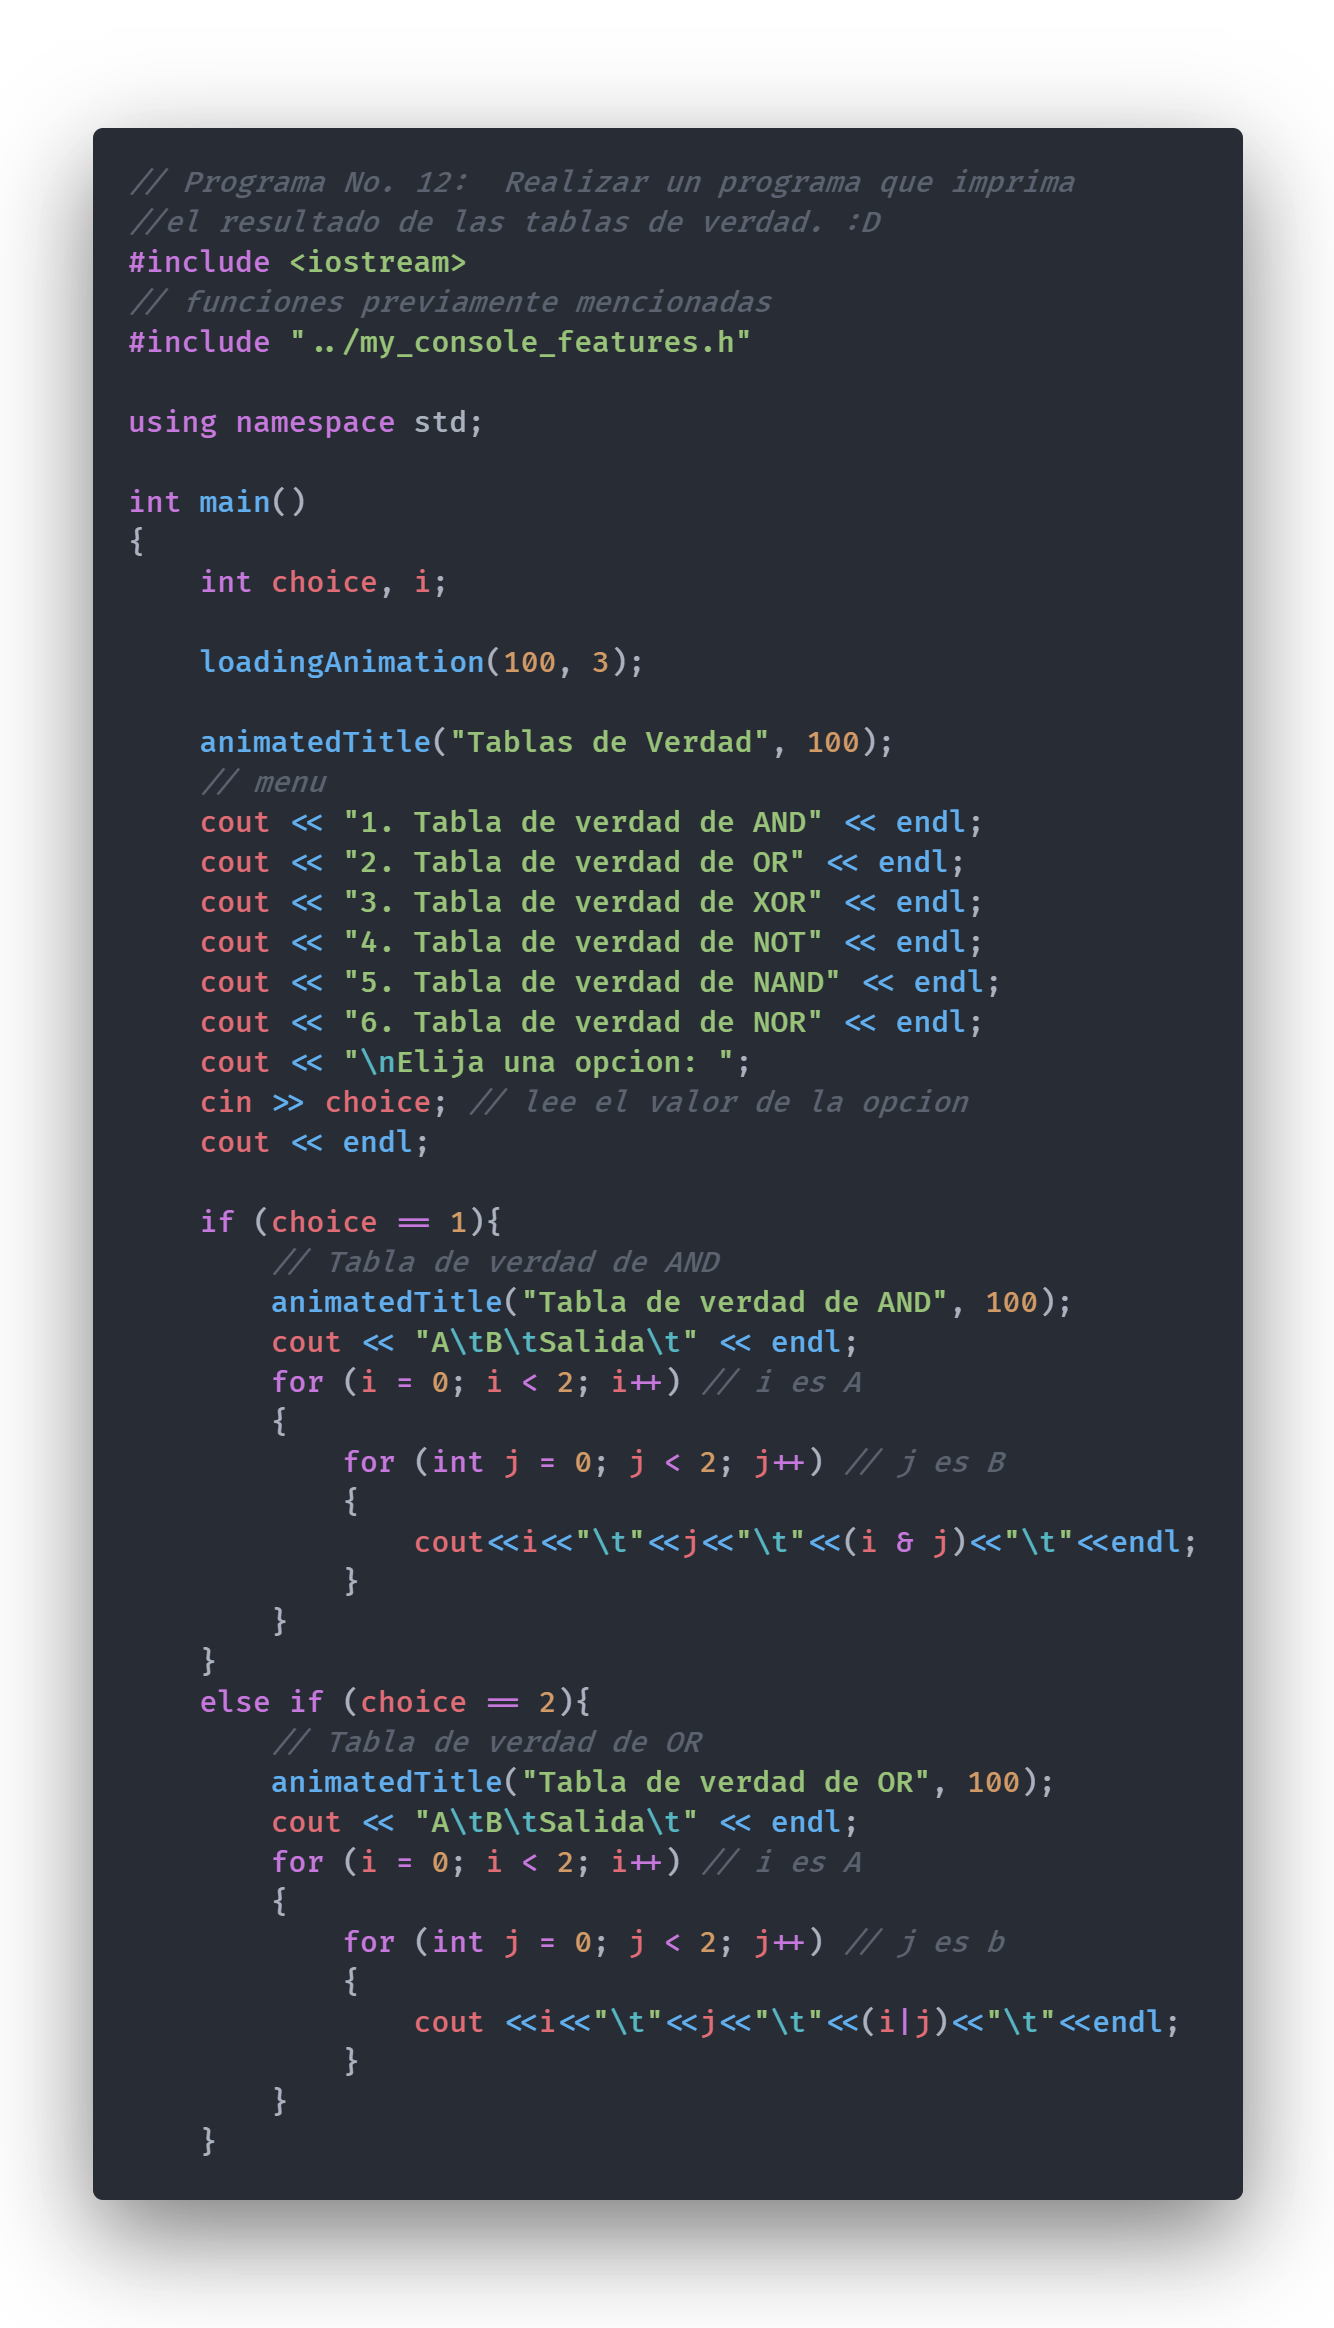 // Programa No. 12:  Realizar un programa que imprima
//el resultado de las tablas de verdad. :D
#include <iostream>
// funciones previamente mencionadas
#include "../my_console_features.h"

using namespace std;

int main()
{
    int choice, i;

    loadingAnimation(100, 3);

    animatedTitle("Tablas de Verdad", 100);
    // menu
    cout << "1. Tabla de verdad de AND" << endl;
    cout << "2. Tabla de verdad de OR" << endl;
    cout << "3. Tabla de verdad de XOR" << endl;
    cout << "4. Tabla de verdad de NOT" << endl;
    cout << "5. Tabla de verdad de NAND" << endl;
    cout << "6. Tabla de verdad de NOR" << endl;
    cout << "\nElija una opcion: ";
    cin >> choice; // lee el valor de la opcion
    cout << endl;

    if (choice == 1){
        // Tabla de verdad de AND
        animatedTitle("Tabla de verdad de AND", 100);
        cout << "A\tB\tSalida\t" << endl;
        for (i = 0; i < 2; i++) // i es A
        {
            for (int j = 0; j < 2; j++) // j es B
            {
                cout<<i<<"\t"<<j<<"\t"<<(i & j)<<"\t"<<endl;
            }
        }
    }
    else if (choice == 2){
        // Tabla de verdad de OR
        animatedTitle("Tabla de verdad de OR", 100);
        cout << "A\tB\tSalida\t" << endl;
        for (i = 0; i < 2; i++) // i es A
        {
            for (int j = 0; j < 2; j++) // j es b
            {
                cout <<i<<"\t"<<j<<"\t"<<(i|j)<<"\t"<<endl;
            }
        }
    }